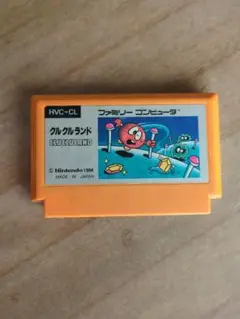 HVC-CL
ファミリー コンピュータ
クルクルランド
CLU CLU LAND
© Nintendo 1984
MADE IN JAPAN